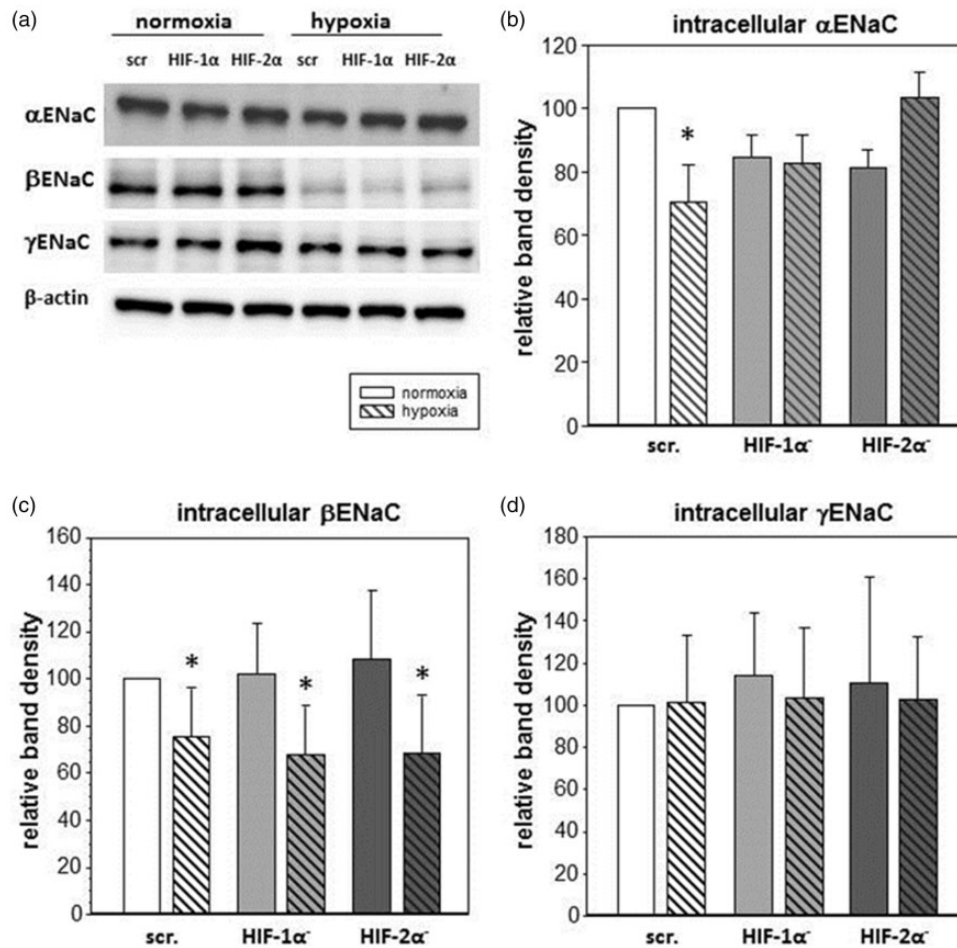 (a)
normoxia hypoxia
scr HIF-1α HIF-2α scr HIF-1α HIF-2α
αENaC
βENaC
γENaC
β-actin
normoxia
hypoxia
(b)
intracellular αENaC
relative band density
120
100
80
60
40
20
0
*
scr. HIF-1α⁻ HIF-2α⁻
(c)
intracellular βENaC
relative band density
160
140
120
100
80
60
40
20
0
* * *
scr. HIF-1α⁻ HIF-2α⁻
(d)
intracellular γENaC
relative band density
180
160
140
120
100
80
60
40
20
0
scr. HIF-1α⁻ HIF-2α⁻